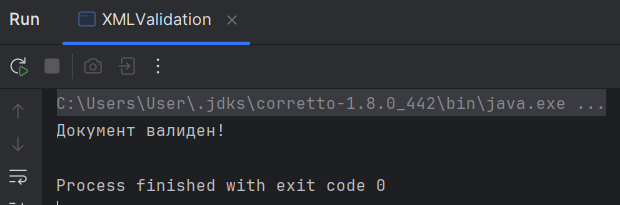 Run XMLValidation
C:\Users\User\.jdks\corretto-1.8.0_442\bin\java.exe ...
Документ валиден!
Process finished with exit code 0